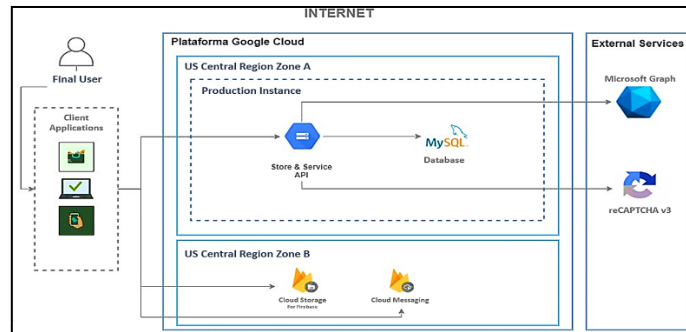 INTERNET
Plataforma Google Cloud
External Services
US Central Region Zone A
Final User
Production Instance
Microsoft Graph
Client
Applications
MySQL
Database
Store & Service
API
reCAPTCHA v3
US Central Region Zone B
Cloud Storage
For Firebase
Cloud Messaging